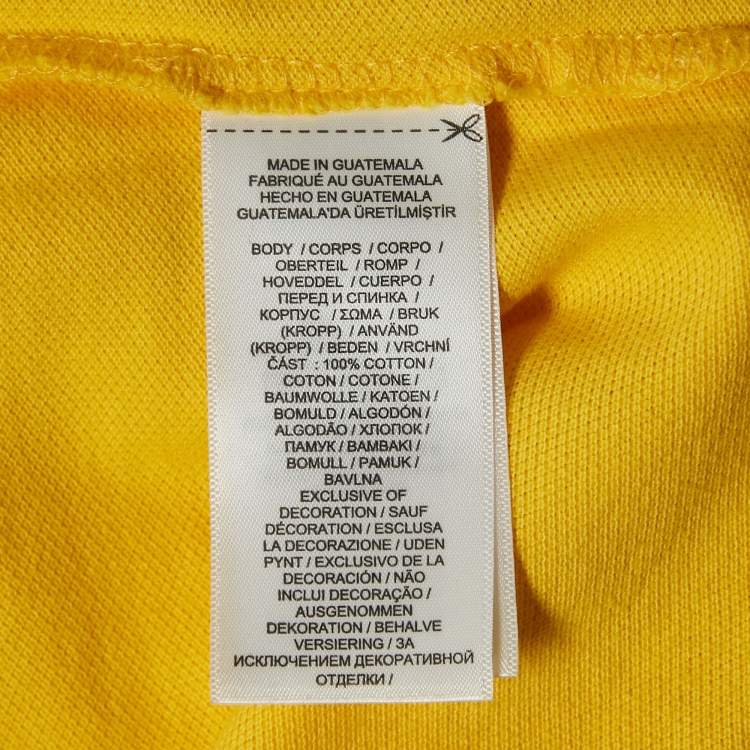 MADE IN GUATEMALA
FABRIQUÉ AU GUATEMALA
HECHO EN GUATEMALA
GUATEMALA'DA ÜRETİLMİŞTİR
BODY / CORPS / CORPO /
OBERTEIL / ROMP /
HOVEDDEL / CUERPO /
ПЕРЕД И СПИНКА /
КОРПУС / ΣΩΜΑ / BRUK
(KROPP) / ANVÄND
(KROPP) / BEDEN / VRCHNÍ
ČÁST : 100% COTTON /
COTON / COTONE /
BAUMWOLLE / KATOEN /
BOMULD / ALGODÓN /
ALGODÃO / ХЛОПОК /
ПАМУК / BAMBAKI /
BOMULL / PAMUK /
BAVLNA
EXCLUSIVE OF
DECORATION / SAUF
DÉCORATION / ESCLUSA
LA DECORAZIONE / UDEN
PYNT / EXCLUSIVO DE LA
DECORACIÓN / NÃO
INCLUI DECORAÇÃO /
AUSGENOMMEN
DEKORATION / BEHALVE
VERSIERING / ЗА
ИСКЛЮЧЕНИЕМ ДЕКОРАТИВНОЙ
ОТДЕЛКИ /